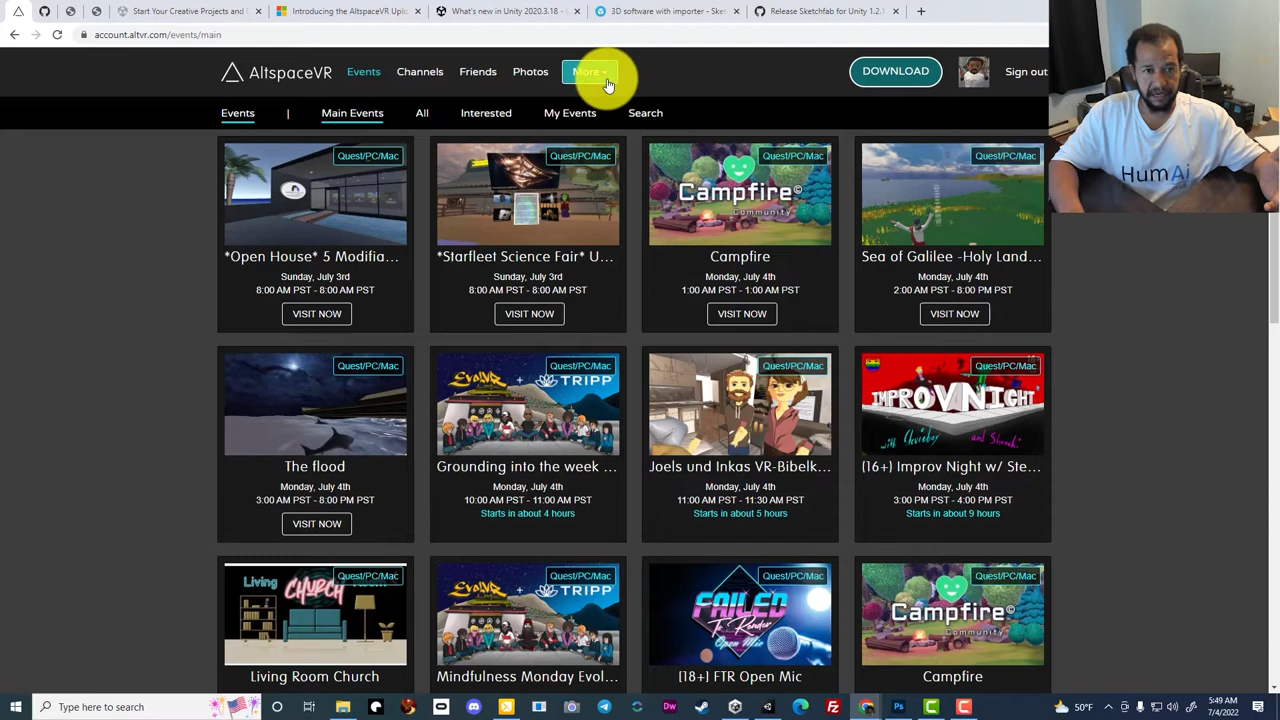 Start Your Creative Projects and D
Introducing the AltspaceVR Uplo
What's new in Unity 2020.3.18 -
3D software with importer - Sket
Release Sketchfab for Unity 1.2.1
account.altvr.com/events/main
AltspaceVR Events Channels Friends Photos More DOWNLOAD Sign out
Events | Main Events All Interested My Events Search
HumAi
Quest/PC/Mac Quest/PC/Mac Quest/PC/Mac Quest/PC/Mac
Campfire©
Community
*Open House* 5 Modifia... *Starfleet Science Fair* U... Campfire Sea of Galilee -Holy Land...
Sunday, July 3rd Sunday, July 3rd Monday, July 4th Monday, July 4th
8:00 AM PST - 8:00 AM PST 8:00 AM PST - 8:00 AM PST 1:00 AM PST - 1:00 AM PST 2:00 AM PST - 8:00 PM PST
VISIT NOW VISIT NOW VISIT NOW VISIT NOW
Quest/PC/Mac Quest/PC/Mac Quest/PC/Mac Quest/PC/Mac
EvolVR + TRIPP
IMPROVNIGHT
The flood Grounding into the week ... Joels und Inkas VR-Bibelk... (16+) Improv Night w/ Ste...
Monday, July 4th Monday, July 4th Monday, July 4th Monday, July 4th
3:00 AM PST - 8:00 PM PST 10:00 AM PST - 11:00 AM PST 11:00 AM PST - 11:30 AM PST 3:00 PM PST - 4:00 PM PST
Starts in about 4 hours Starts in about 5 hours Starts in about 9 hours
VISIT NOW
Quest/PC/Mac Quest/PC/Mac Quest/PC/Mac Quest/PC/Mac
Living CHURCH Room
EvolVR + TRIPP
FAILED
To Render
Open Mic
Campfire©
Community
Living Room Church Mindfulness Monday Evol... [18+] FTR Open Mic Campfire
Type here to search
50°F
5:49 AM
7/4/2022